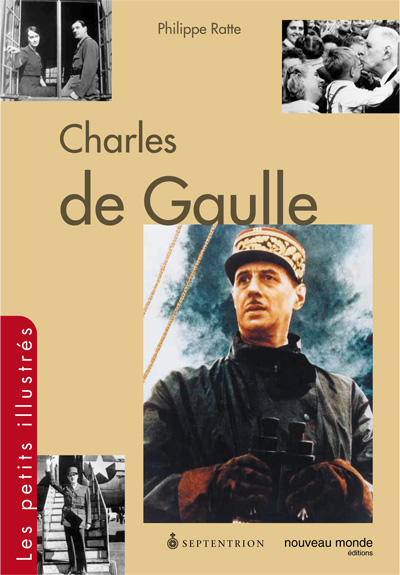 Philippe Ratte
Charles
de Gaulle
Les petits illustrés
SEPTENTRION
nouveau monde
éditions